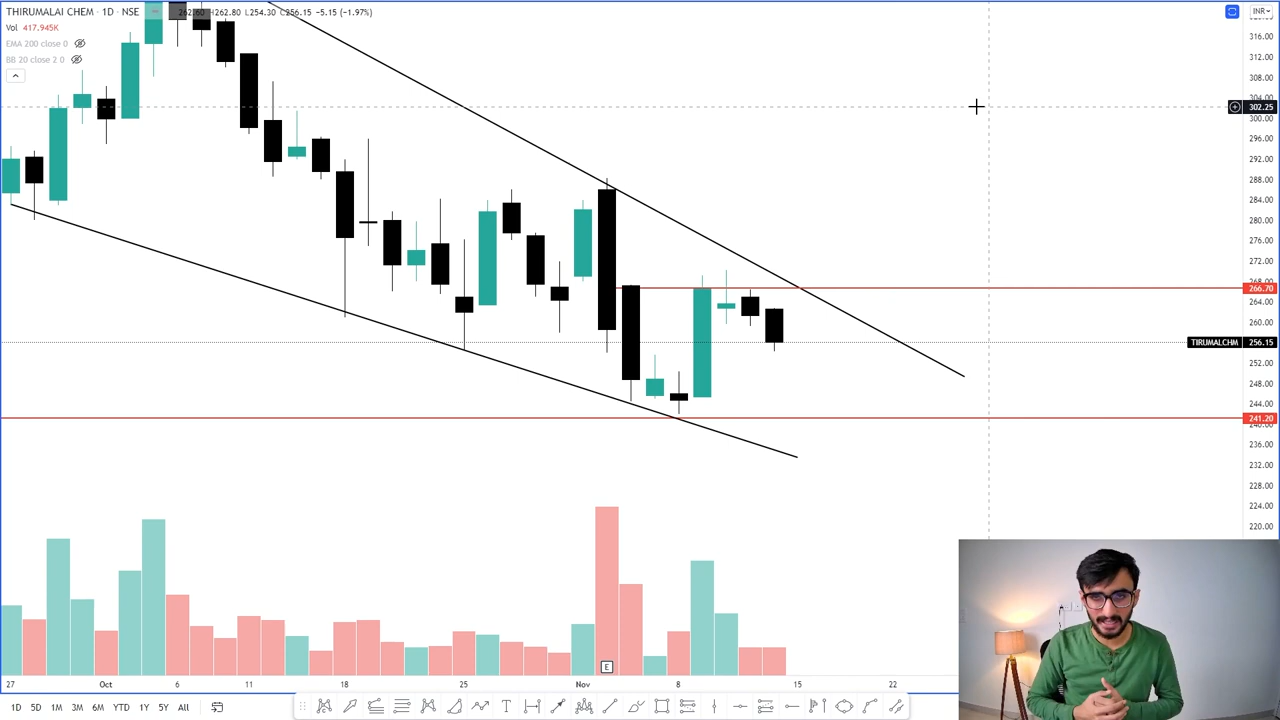 THIRUMALAI CHEM · 1D · NSE
262.60 H262.80 L254.30 C256.15 −5.15 (−1.97%)
INR
Vol 417.945K
EMA 200 close 0
BB 20 close 2 0
316.00
312.00
308.00
304.00
302.25
300.00
296.00
292.00
288.00
284.00
280.00
276.00
272.00
268.00
266.70
264.00
260.00
TIRUMALCHM 256.15
252.00
248.00
244.00
241.20
240.00
236.00
232.00
228.00
224.00
220.00
E
27 Oct 6 11 18 25 Nov 8 15 22
1D 5D 1M 3M 6M YTD 1Y 5Y All
T